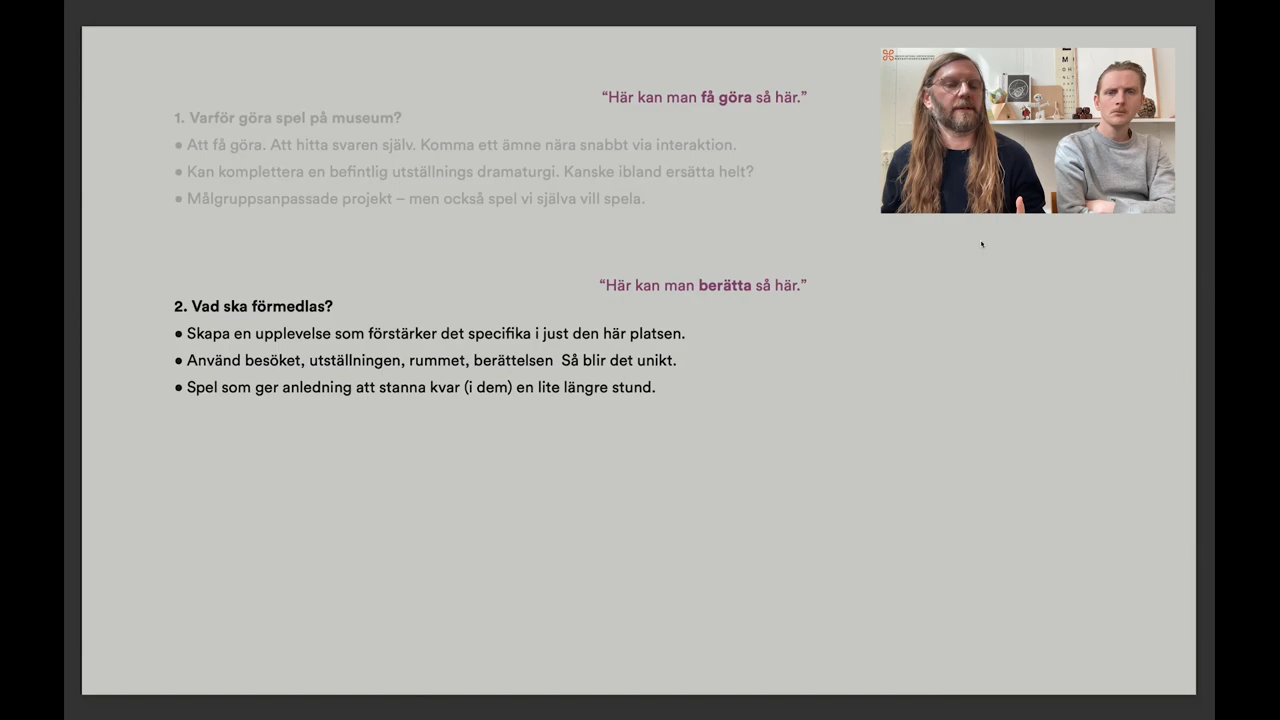 “Här kan man få göra så här.”
1. Varför göra spel på museum?
● Att få göra. Att hitta svaren själv. Komma ett ämne nära snabbt via interaktion.
● Kan komplettera en befintlig utställnings dramaturgi. Kanske ibland ersätta helt?
● Målgruppsanpassade projekt – men också spel vi själva vill spela.
“Här kan man berätta så här.”
2. Vad ska förmedlas?
● Skapa en upplevelse som förstärker det specifika i just den här platsen.
● Använd besöket, utställningen, rummet, berättelsen  Så blir det unikt.
● Spel som ger anledning att stanna kvar (i dem) en lite längre stund.